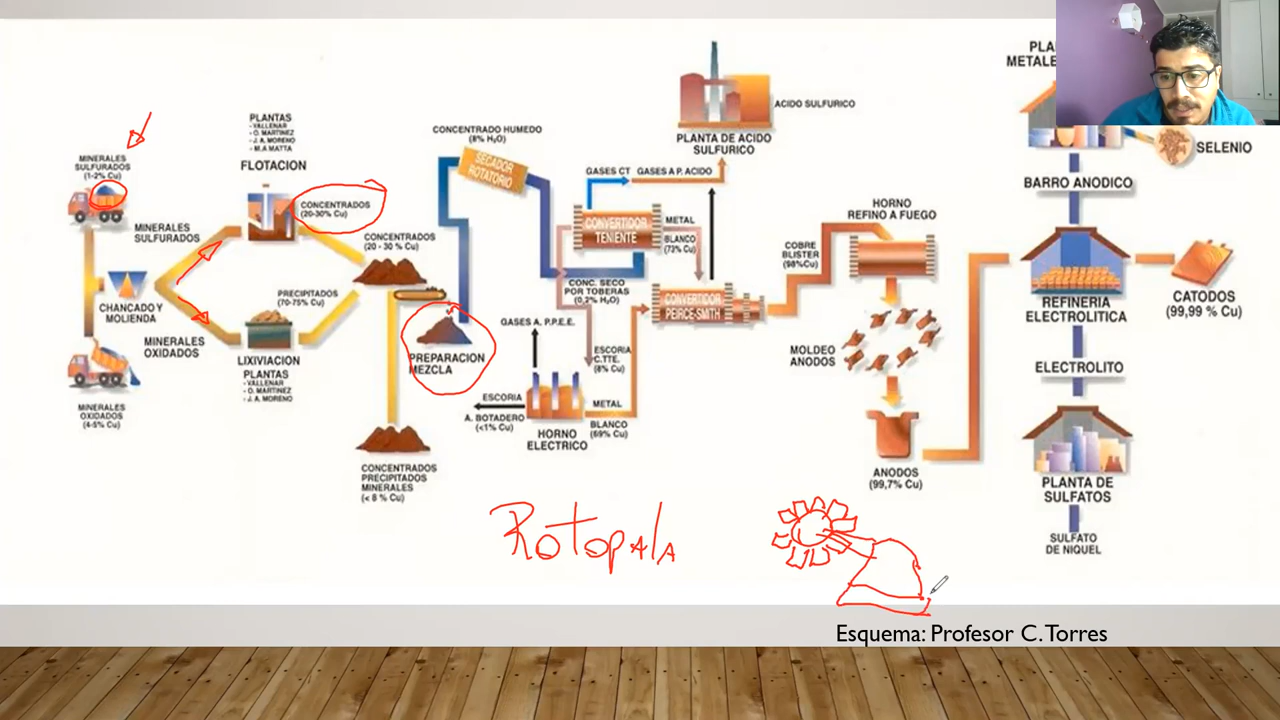 MINERALES
SULFURADOS
(1-2% Cu)
MINERALES
SULFURADOS
CHANCADO Y
MOLIENDA
MINERALES
OXIDADOS
MINERALES
OXIDADOS
(4-5% Cu)
PLANTAS
- VALLENAR
- O. MARTINEZ
- J. A. MORENO
- M.A MATTA
FLOTACION
CONCENTRADOS
(20-30% Cu)
PRECIPITADOS
(70-75% Cu)
LIXIVIACION
PLANTAS
- VALLENAR
- O. MARTINEZ
- J. A. MORENO
CONCENTRADOS
(20 - 30 % Cu)
PREPARACION
MEZCLA
CONCENTRADOS
PRECIPITADOS
MINERALES
(< 8 % Cu)
CONCENTRADO HUMEDO
(8% H₂O)
SECADOR
ROTATORIO
GASES CT
GASES A P. ACIDO
PLANTA DE ACIDO
SULFURICO
ACIDO SULFURICO
CONVERTIDOR
TENIENTE
METAL
BLANCO
(73% Cu)
CONC. SECO
POR TOBERAS
(0,2% H₂O)
CONVERTIDOR
PEIRCE-SMITH
GASES A. P.P.E.E.
ESCORIA
C.TTE.
(8% Cu)
ESCORIA
A. BOTADERO
(<1% Cu)
HORNO
ELECTRICO
METAL
BLANCO
(69% Cu)
COBRE
BLISTER
(98%Cu)
HORNO
REFINO A FUEGO
MOLDEO
ANODOS
ANODOS
(99,7% Cu)
PLA
METALE
SELENIO
BARRO ANODICO
REFINERIA
ELECTROLITICA
CATODOS
(99,99 % Cu)
ELECTROLITO
PLANTA DE
SULFATOS
SULFATO
DE NIQUEL
Rotopala
Esquema: Profesor C. Torres